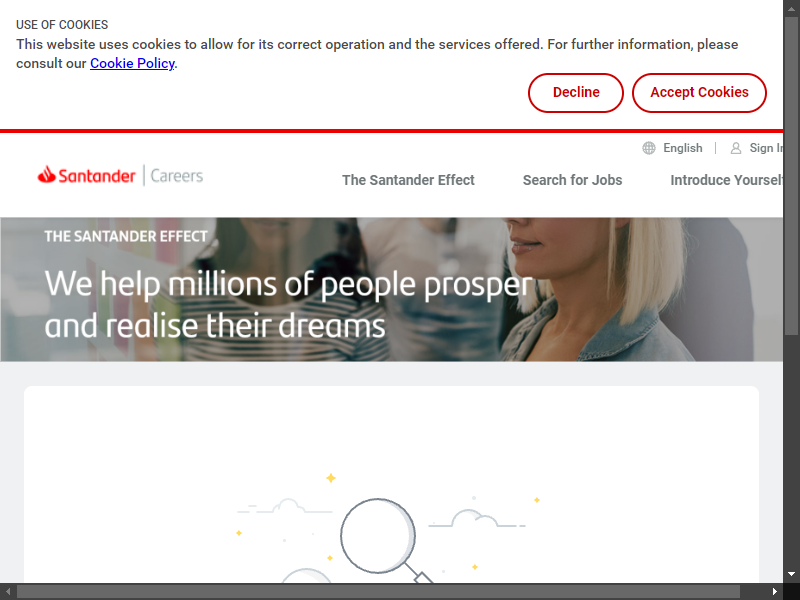 USE OF COOKIES
This website uses cookies to allow for its correct operation and the services offered. For further information, please
consult our Cookie Policy.
Decline
Accept Cookies
English
Sign In
Santander
Careers
The Santander Effect
Search for Jobs
Introduce Yourself
THE SANTANDER EFFECT
We help millions of people prosper
and realise their dreams